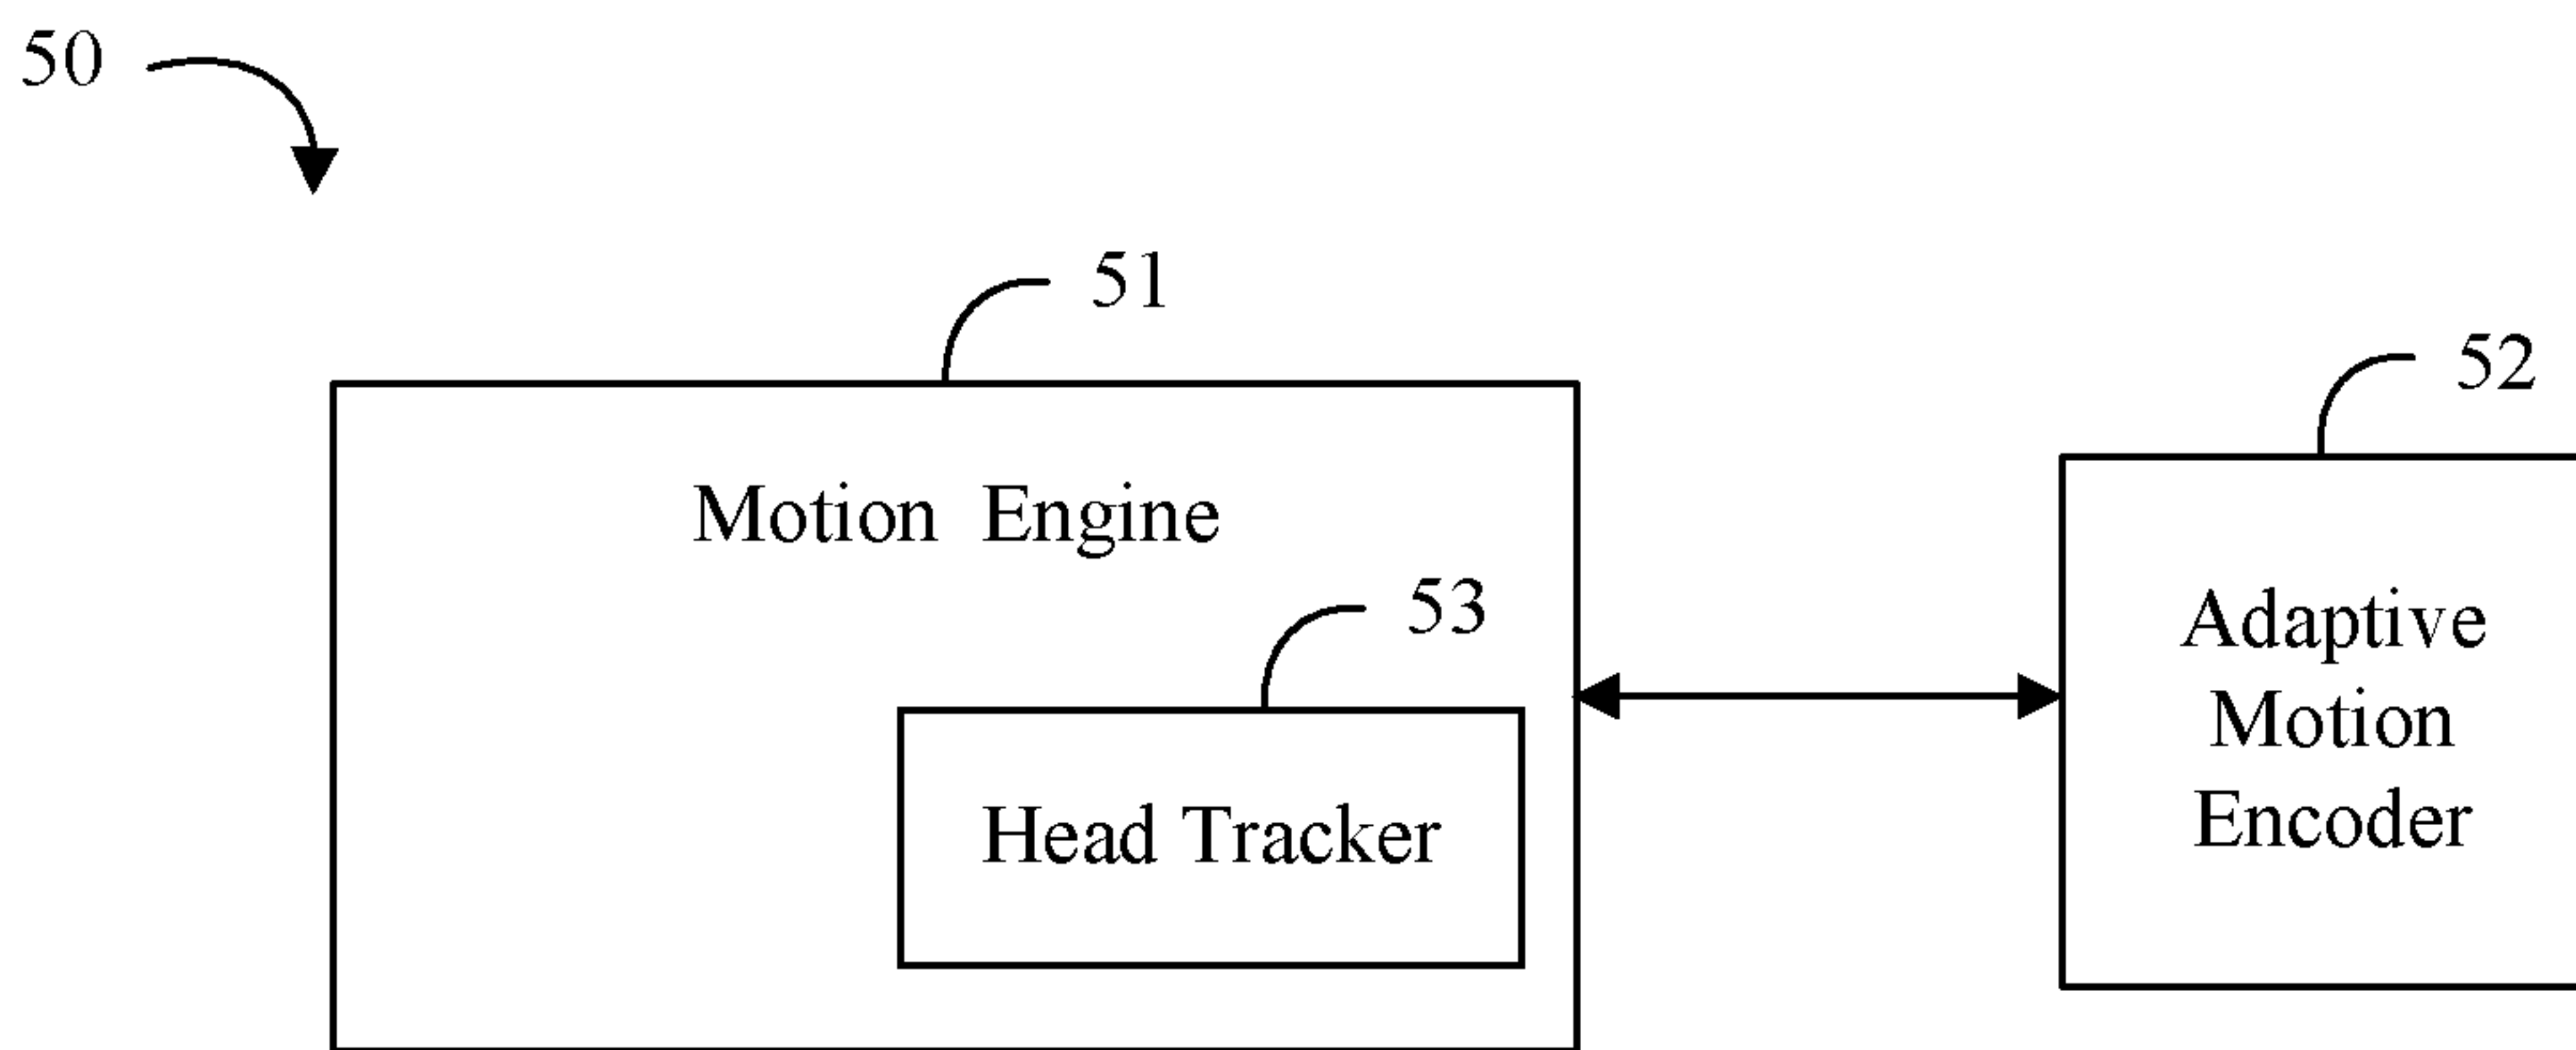 50
51
52
Motion Engine
53
Adaptive
Motion
Encoder
Head Tracker